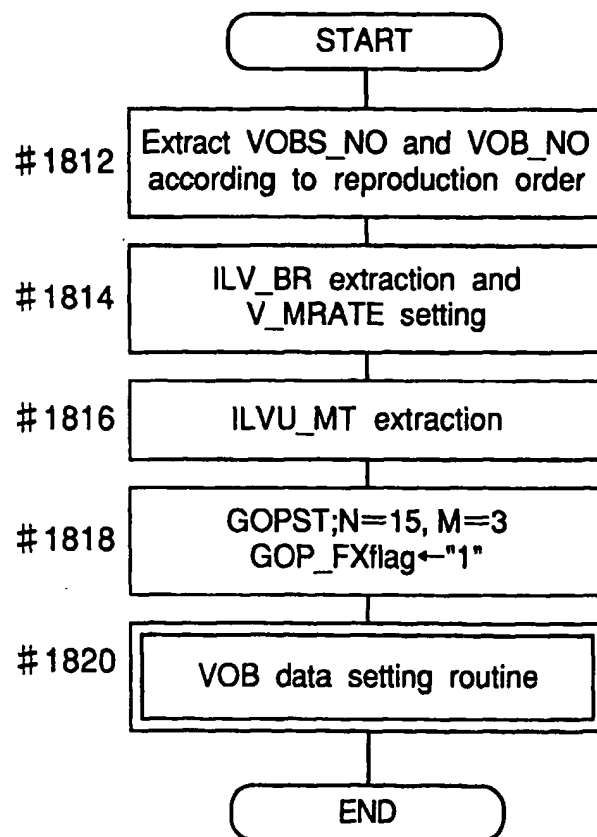 START
#1812
Extract VOBS_NO and VOB_NO
according to reproduction order
#1814
ILV_BR extraction and
V_MRATE setting
#1816
ILVU_MT extraction
#1818
GOPST;N=15, M=3
GOP_FXflag←"1"
#1820
VOB data setting routine
END